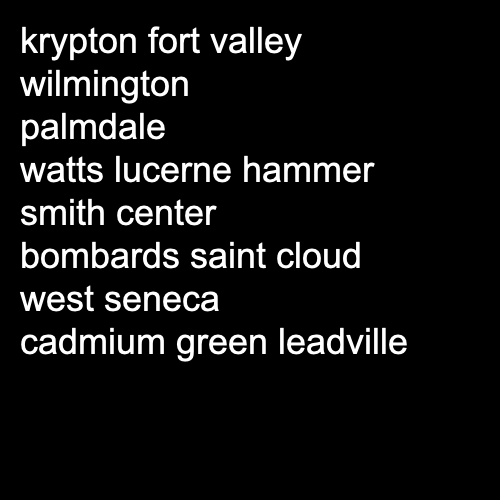 krypton fort valley
wilmington
palmdale
watts lucerne hammer
smith center
bombards saint cloud
west seneca
cadmium green leadville